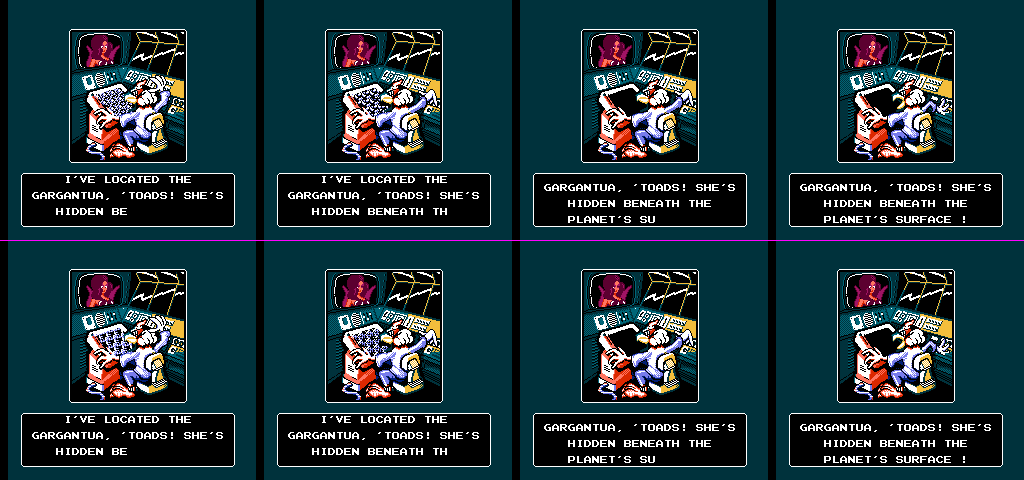 I'VE LOCATED THE
GARGANTUA, 'TOADS! SHE'S
HIDDEN BE
I'VE LOCATED THE
GARGANTUA, 'TOADS! SHE'S
HIDDEN BENEATH TH
GARGANTUA, 'TOADS! SHE'S
HIDDEN BENEATH THE
PLANET'S SU
GARGANTUA, 'TOADS! SHE'S
HIDDEN BENEATH THE
PLANET'S SURFACE !
I'VE LOCATED THE
GARGANTUA, 'TOADS! SHE'S
HIDDEN BE
I'VE LOCATED THE
GARGANTUA, 'TOADS! SHE'S
HIDDEN BENEATH TH
GARGANTUA, 'TOADS! SHE'S
HIDDEN BENEATH THE
PLANET'S SU
GARGANTUA, 'TOADS! SHE'S
HIDDEN BENEATH THE
PLANET'S SURFACE !